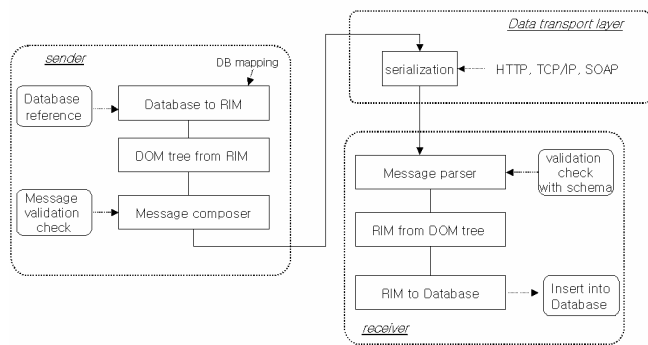 sender
DB mapping
Database
reference
Database to RIM
DOM tree from RIM
Message
validation
check
Message composer
Data transport layer
serialization
HTTP, TCP/IP, SOAP
Message parser
validation
check
with schema
RIM from DOM tree
RIM to Database
Insert into
Database
receiver